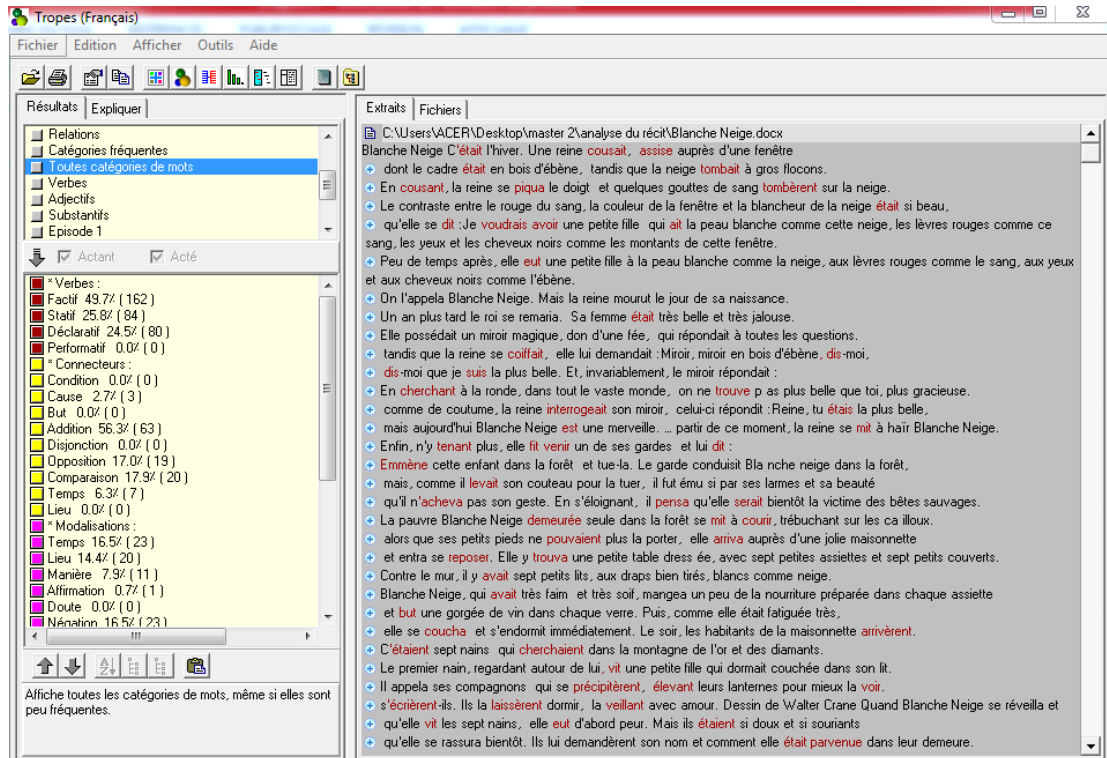 Tropes (Français)
Fichier Edition Afficher Outils Aide
Résultats Expliquer
Relations
Catégories fréquentes
Toutes catégories de mots
Verbes
Adjectifs
Substantifs
Episode 1
Actant Acté
* Verbes :
Factif 49.7% ( 162 )
Statif 25.8% ( 84 )
Déclaratif 24.5% ( 80 )
Performatif 0.0% ( 0 )
* Connecteurs :
Condition 0.0% ( 0 )
Cause 2.7% ( 3 )
But 0.0% ( 0 )
Addition 56.3% ( 63 )
Disjonction 0.0% ( 0 )
Opposition 17.0% ( 19 )
Comparaison 17.9% ( 20 )
Temps 6.3% ( 7 )
Lieu 0.0% ( 0 )
* Modalisations :
Temps 16.5% ( 23 )
Lieu 14.4% ( 20 )
Manière 7.9% ( 11 )
Affirmation 0.7% ( 1 )
Doute 0.0% ( 0 )
Négation 16.5% ( 23 )
Affiche toutes les catégories de mots, même si elles sont
peu fréquentes.
Extraits Fichiers
C:\Users\ACER\Desktop\master 2\analyse du récit\Blanche Neige.docx
Blanche Neige C'était l'hiver. Une reine cousait, assise auprès d'une fenêtre
dont le cadre était en bois d'ébène, tandis que la neige tombait à gros flocons.
En cousant, la reine se piqua le doigt et quelques gouttes de sang tombèrent sur la neige.
Le contraste entre le rouge du sang, la couleur de la fenêtre et la blancheur de la neige était si beau,
qu'elle se dit :Je voudrais avoir une petite fille qui ait la peau blanche comme cette neige, les lèvres rouges comme ce
sang, les yeux et les cheveux noirs comme les montants de cette fenêtre.
Peu de temps après, elle eut une petite fille à la peau blanche comme la neige, aux lèvres rouges comme le sang, aux yeux
et aux cheveux noirs comme l'ébène.
On l'appela Blanche Neige. Mais la reine mourut le jour de sa naissance.
Un an plus tard le roi se remaria. Sa femme était très belle et très jalouse.
Elle possédait un miroir magique, don d'une fée, qui répondait à toutes les questions.
tandis que la reine se coiffait, elle lui demandait :Miroir, miroir en bois d'ébène, dis-moi,
dis-moi que je suis la plus belle. Et, invariablement, le miroir répondait :
En cherchant à la ronde, dans tout le vaste monde, on ne trouve p as plus belle que toi, plus gracieuse.
comme de coutume, la reine interrogeait son miroir, celui-ci répondit :Reine, tu étais la plus belle,
mais aujourd'hui Blanche Neige est une merveille. ... partir de ce moment, la reine se mit à haïr Blanche Neige.
Enfin, n'y tenant plus, elle fit venir un de ses gardes et lui dit :
Emmène cette enfant dans la forêt et tue-la. Le garde conduisit Bla nche neige dans la forêt,
mais, comme il levait son couteau pour la tuer, il fut ému si par ses larmes et sa beauté
qu'il n'acheva pas son geste. En s'éloignant, il pensa qu'elle serait bientôt la victime des bêtes sauvages.
La pauvre Blanche Neige demeurée seule dans la forêt se mit à courir, trébuchant sur les ca illoux.
alors que ses petits pieds ne pouvaient plus la porter, elle arriva auprès d'une jolie maisonnette
et entra se reposer. Elle y trouva une petite table dress ée, avec sept petites assiettes et sept petits couverts.
Contre le mur, il y avait sept petits lits, aux draps bien tirés, blancs comme neige.
Blanche Neige, qui avait très faim et très soif, mangea un peu de la nourriture préparée dans chaque assiette
et but une gorgée de vin dans chaque verre. Puis, comme elle était fatiguée très,
elle se coucha et s'endormit immédiatement. Le soir, les habitants de la maisonnette arrivèrent.
C'étaient sept nains qui cherchaient dans la montagne de l'or et des diamants.
Le premier nain, regardant autour de lui, vit une petite fille qui dormait couchée dans son lit.
Il appela ses compagnons qui se précipitèrent, élevant leurs lanternes pour mieux la voir.
s'écrièrent-ils. Ils la laissèrent dormir, la veillant avec amour. Dessin de Walter Crane Quand Blanche Neige se réveilla et
qu'elle vit les sept nains, elle eut d'abord peur. Mais ils étaient si doux et si souriants
qu'elle se rassura bientôt. Ils lui demandèrent son nom et comment elle était parvenue dans leur demeure.